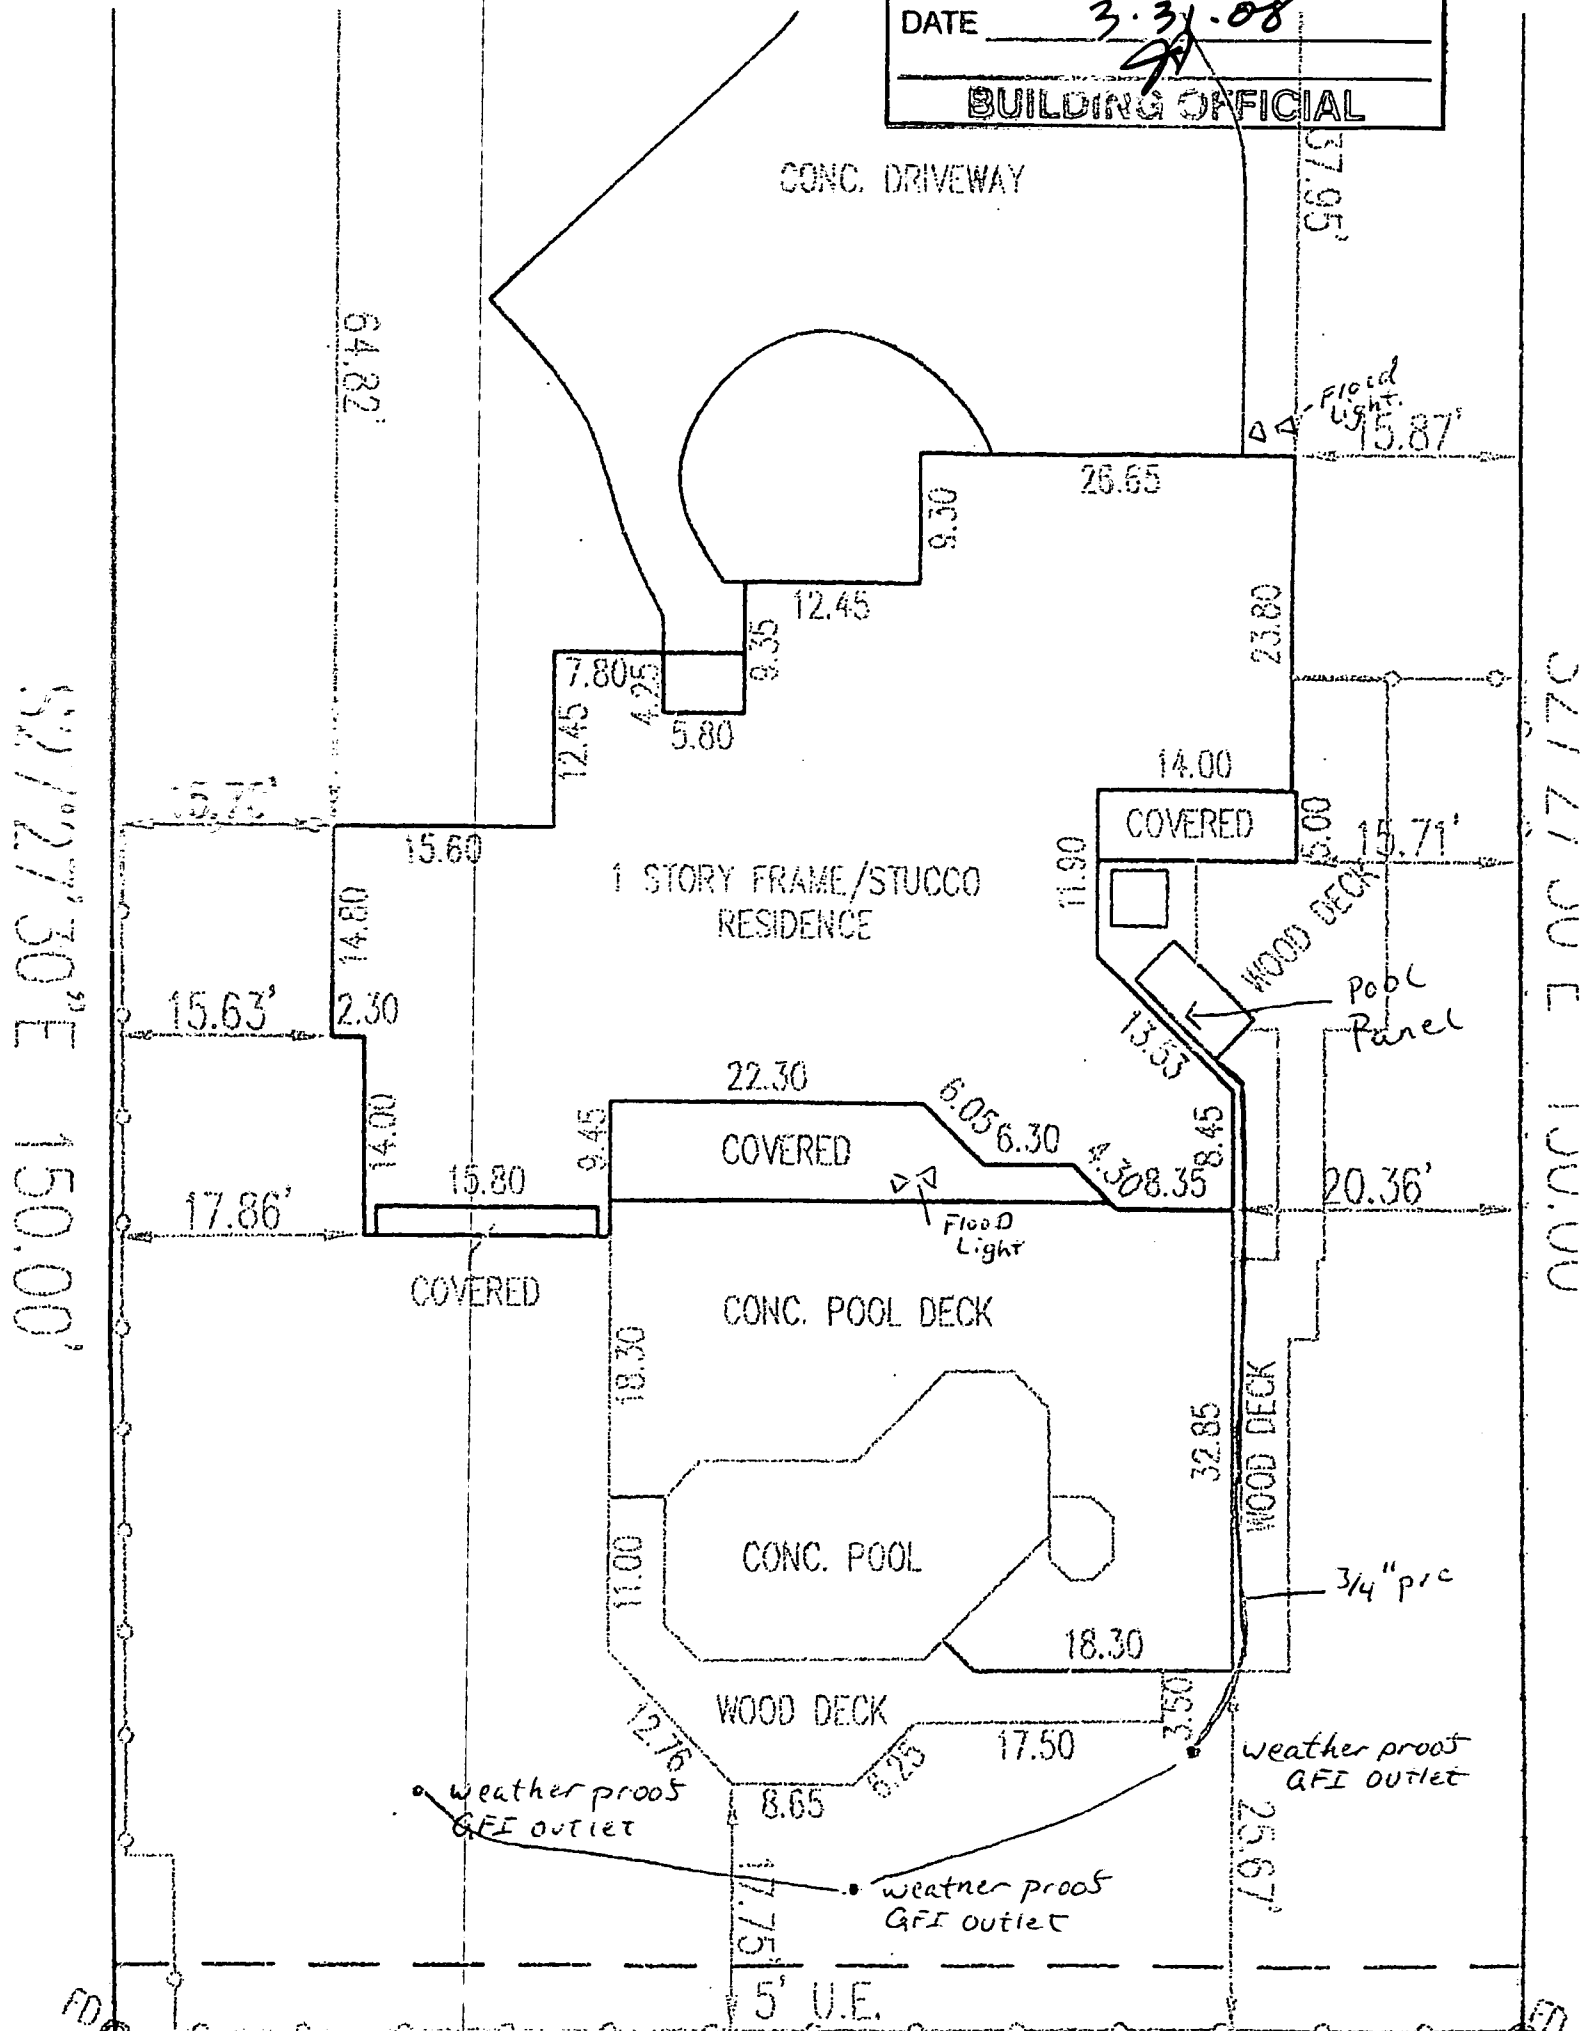 DATE 3.31.08
BUILDING OFFICIAL
CONC. DRIVEWAY
37.95'
64.82'
Flood
Light.
15.87'
26.65
9.30
12.45
9.35
23.80
7.80
4.25
5.80
12.45
14.00
COVERED
5.00
15.71'
15.60
11.90
1 STORY FRAME/STUCCO
RESIDENCE
WOOD DECK
14.80
S27°27'30"E 150.00'
15.63'
2.30
Pool
Panel
13.53
22.30
6.05
6.30
4.30
8.35
8.45
9.45
COVERED
14.00
15.80
17.86'
20.36'
Flood
Light
COVERED
CONC. POOL DECK
18.30
32.85
WOOD DECK
11.00
CONC. POOL
3/4" pvc
18.30
WOOD DECK
3.50
12.76
17.50
6.25
8.65
weather proof
GFI outlet
weather proof
GFI outlet
weather proof
GFI outlet
25.67'
17.75'
5' U.E.
FD
FD